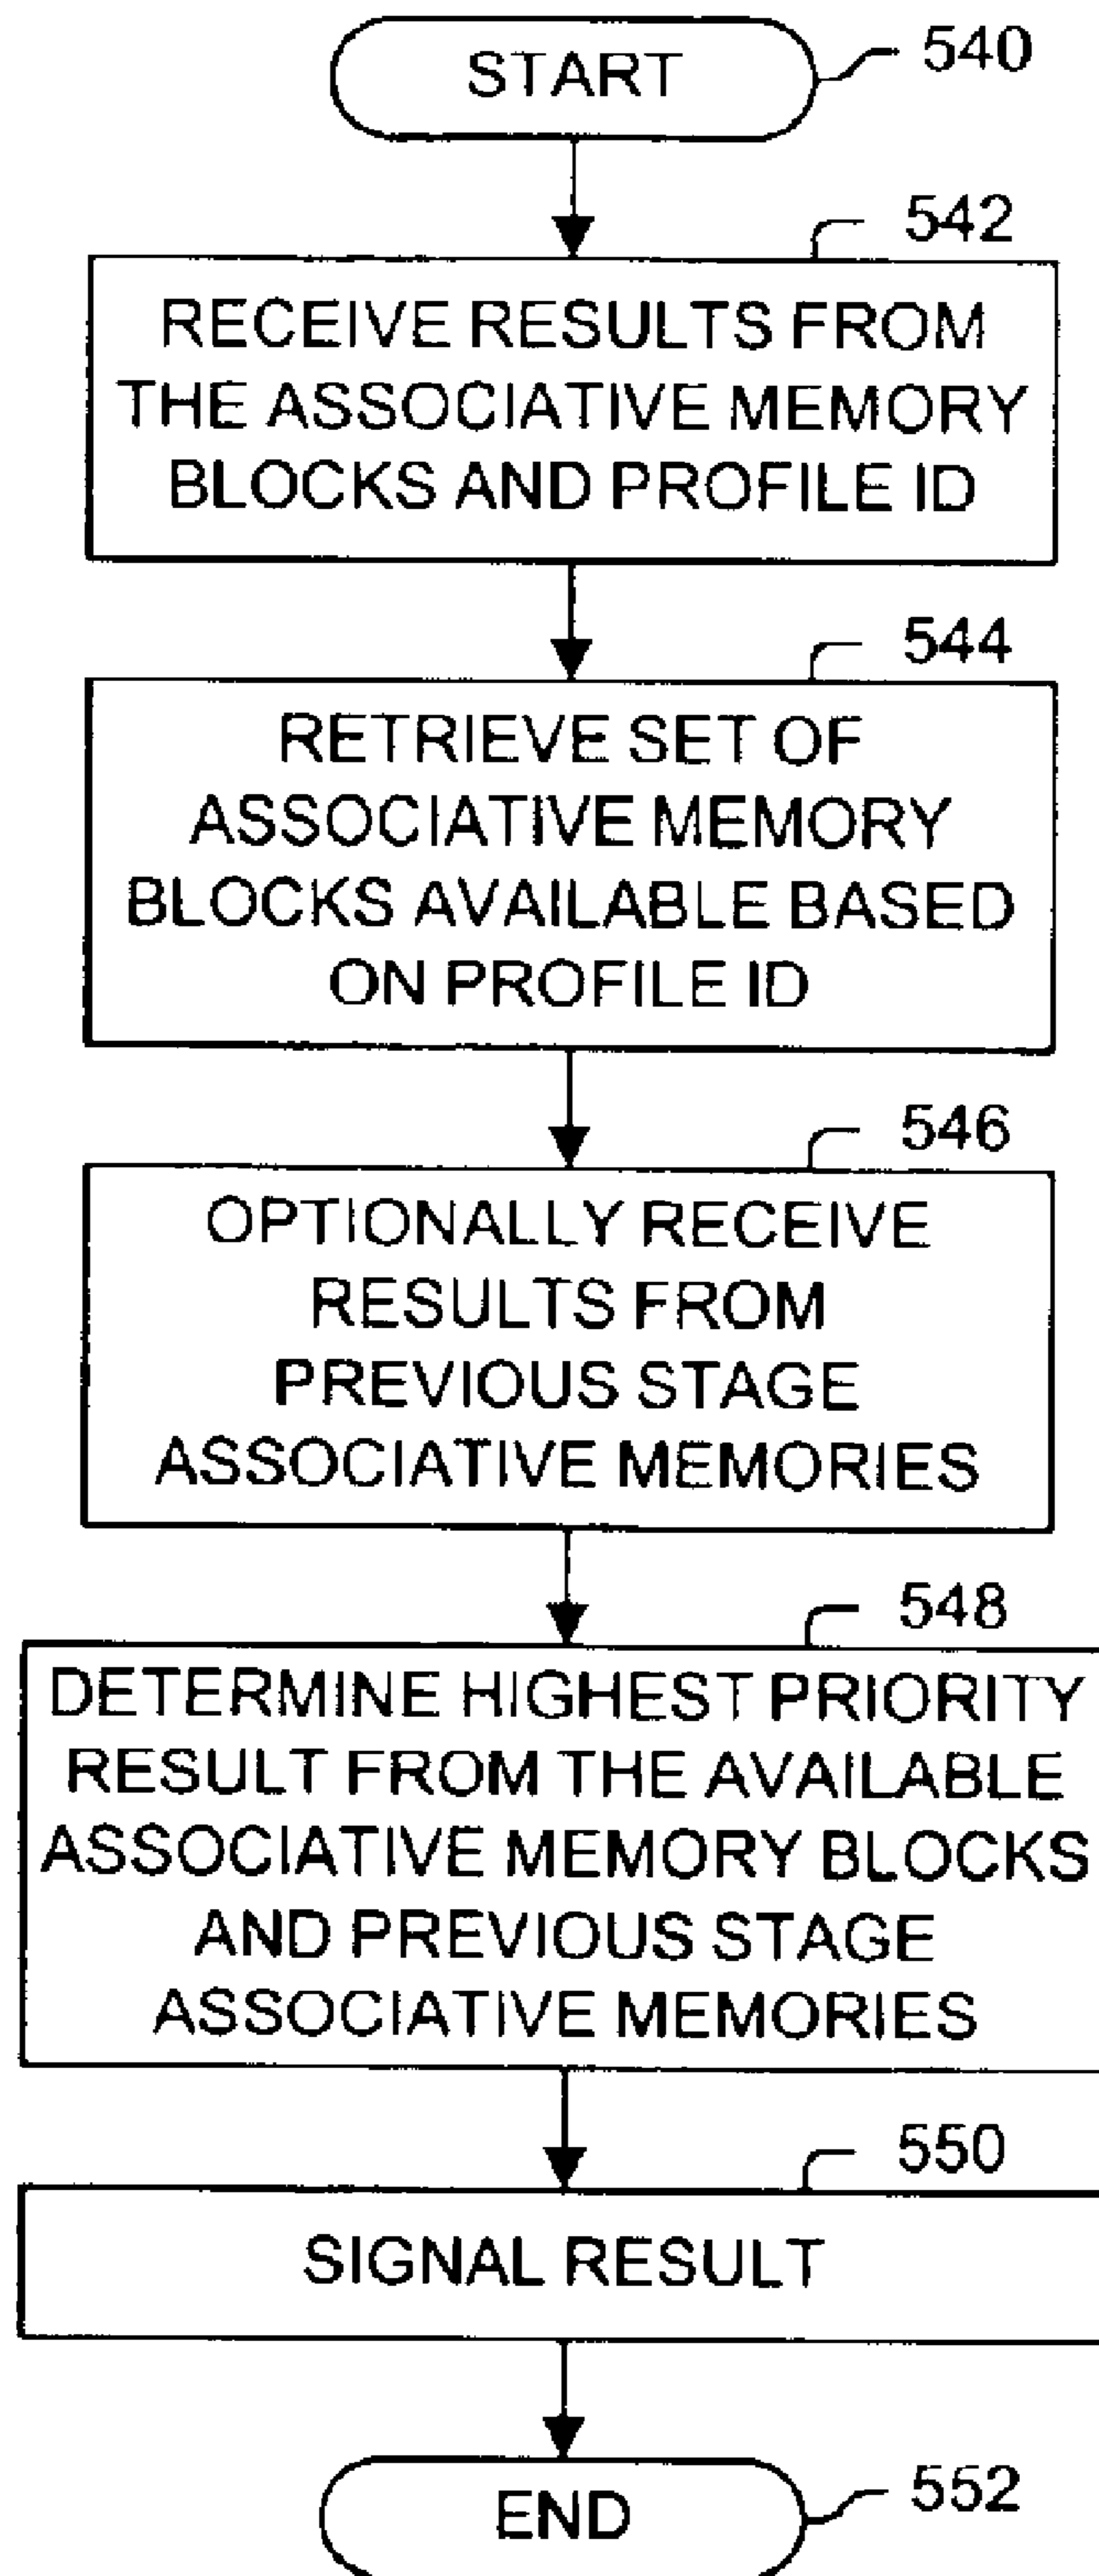 START
540
542
RECEIVE RESULTS FROM
THE ASSOCIATIVE MEMORY
BLOCKS AND PROFILE ID
544
RETRIEVE SET OF
ASSOCIATIVE MEMORY
BLOCKS AVAILABLE BASED
ON PROFILE ID
546
OPTIONALLY RECEIVE
RESULTS FROM
PREVIOUS STAGE
ASSOCIATIVE MEMORIES
548
DETERMINE HIGHEST PRIORITY
RESULT FROM THE AVAILABLE
ASSOCIATIVE MEMORY BLOCKS
AND PREVIOUS STAGE
ASSOCIATIVE MEMORIES
550
SIGNAL RESULT
END
552